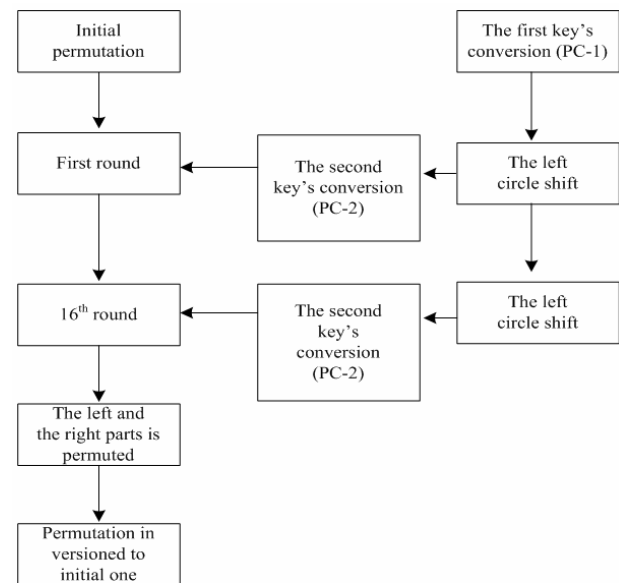 Initial
permutation
The first key's
conversion (PC-1)
First round
The second
key's conversion
(PC-2)
The left
circle shift
16th round
The second
key's
conversion
(PC-2)
The left
circle shift
The left and
the right parts is
permuted
Permutation in
versioned to
initial one